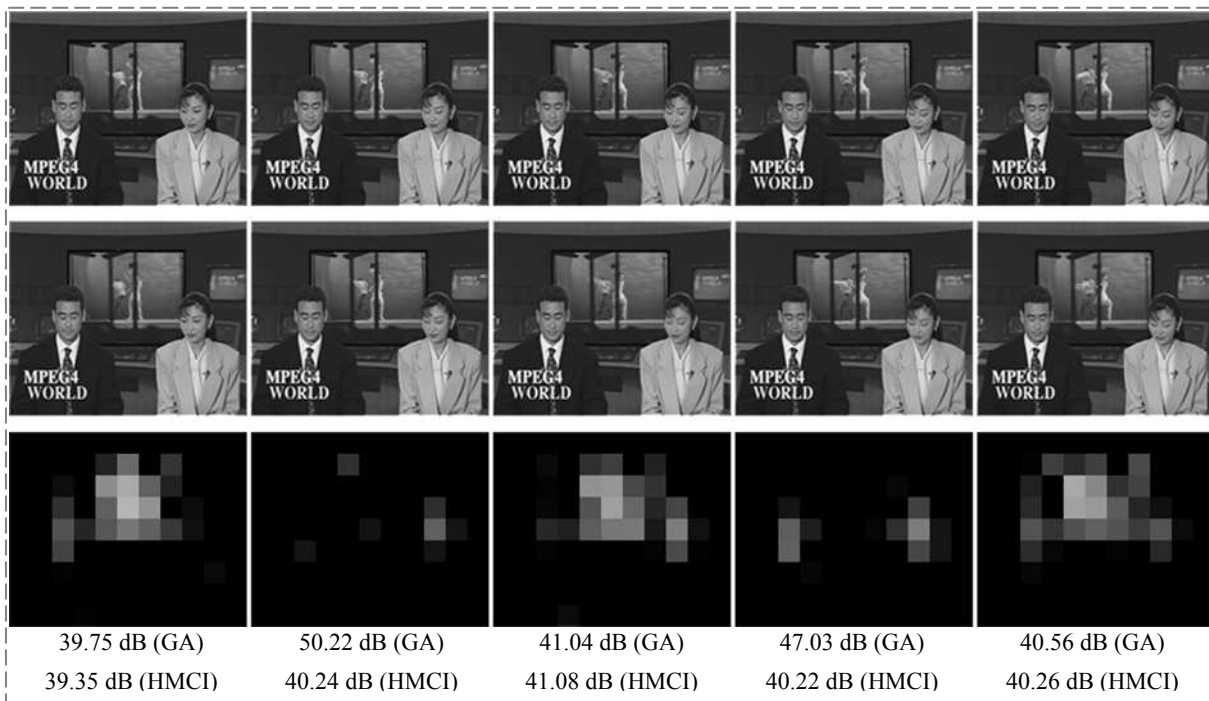 MPEG4 WORLD
MPEG4 WORLD
MPEG4 WORLD
MPEG4 WORLD
MPEG4 WORLD
MPEG4 WORLD
MPEG4 WORLD
MPEG4 WORLD
MPEG4 WORLD
MPEG4 WORLD
39.75 dB (GA) 50.22 dB (GA) 41.04 dB (GA) 47.03 dB (GA) 40.56 dB (GA)
39.35 dB (HMCI) 40.24 dB (HMCI) 41.08 dB (HMCI) 40.22 dB (HMCI) 40.26 dB (HMCI)